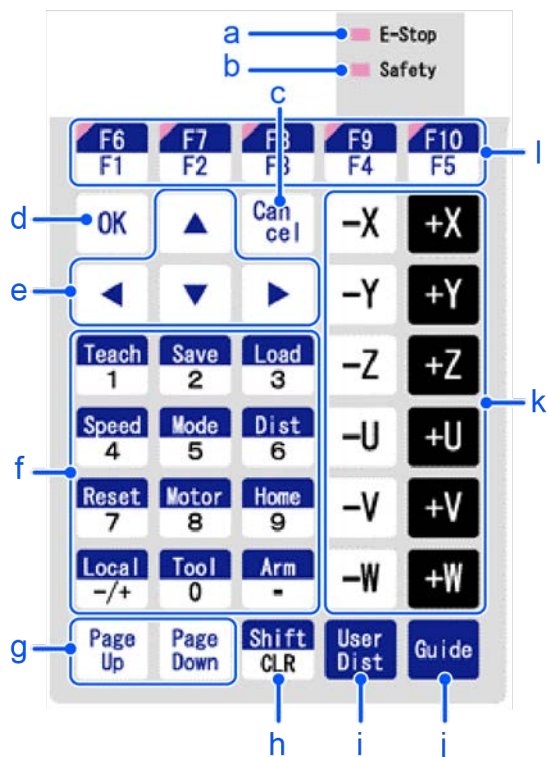 a
E-Stop
b
Safety
c
F6 F7 F8 F9 F10
F1 F2 F3 F4 F5
l
d
OK
Can
cel
-X +X
e
-Y +Y
Teach Save Load
1 2 3
-Z +Z
k
Speed Mode Dist
4 5 6
-U +U
f
Reset Motor Home
7 8 9
-V +V
Local Tool Arm
-/+ 0 -
-W +W
g
Page Page Shift User Guide
Up Down CLR Dist
h i j